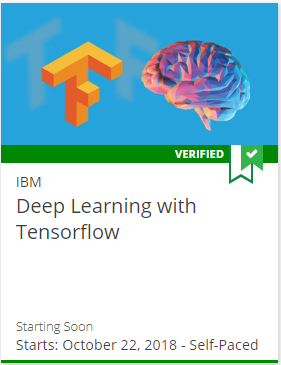 VERIFIED
IBM
Deep Learning with
Tensorflow
Starting Soon
Starts: October 22, 2018 - Self-Paced